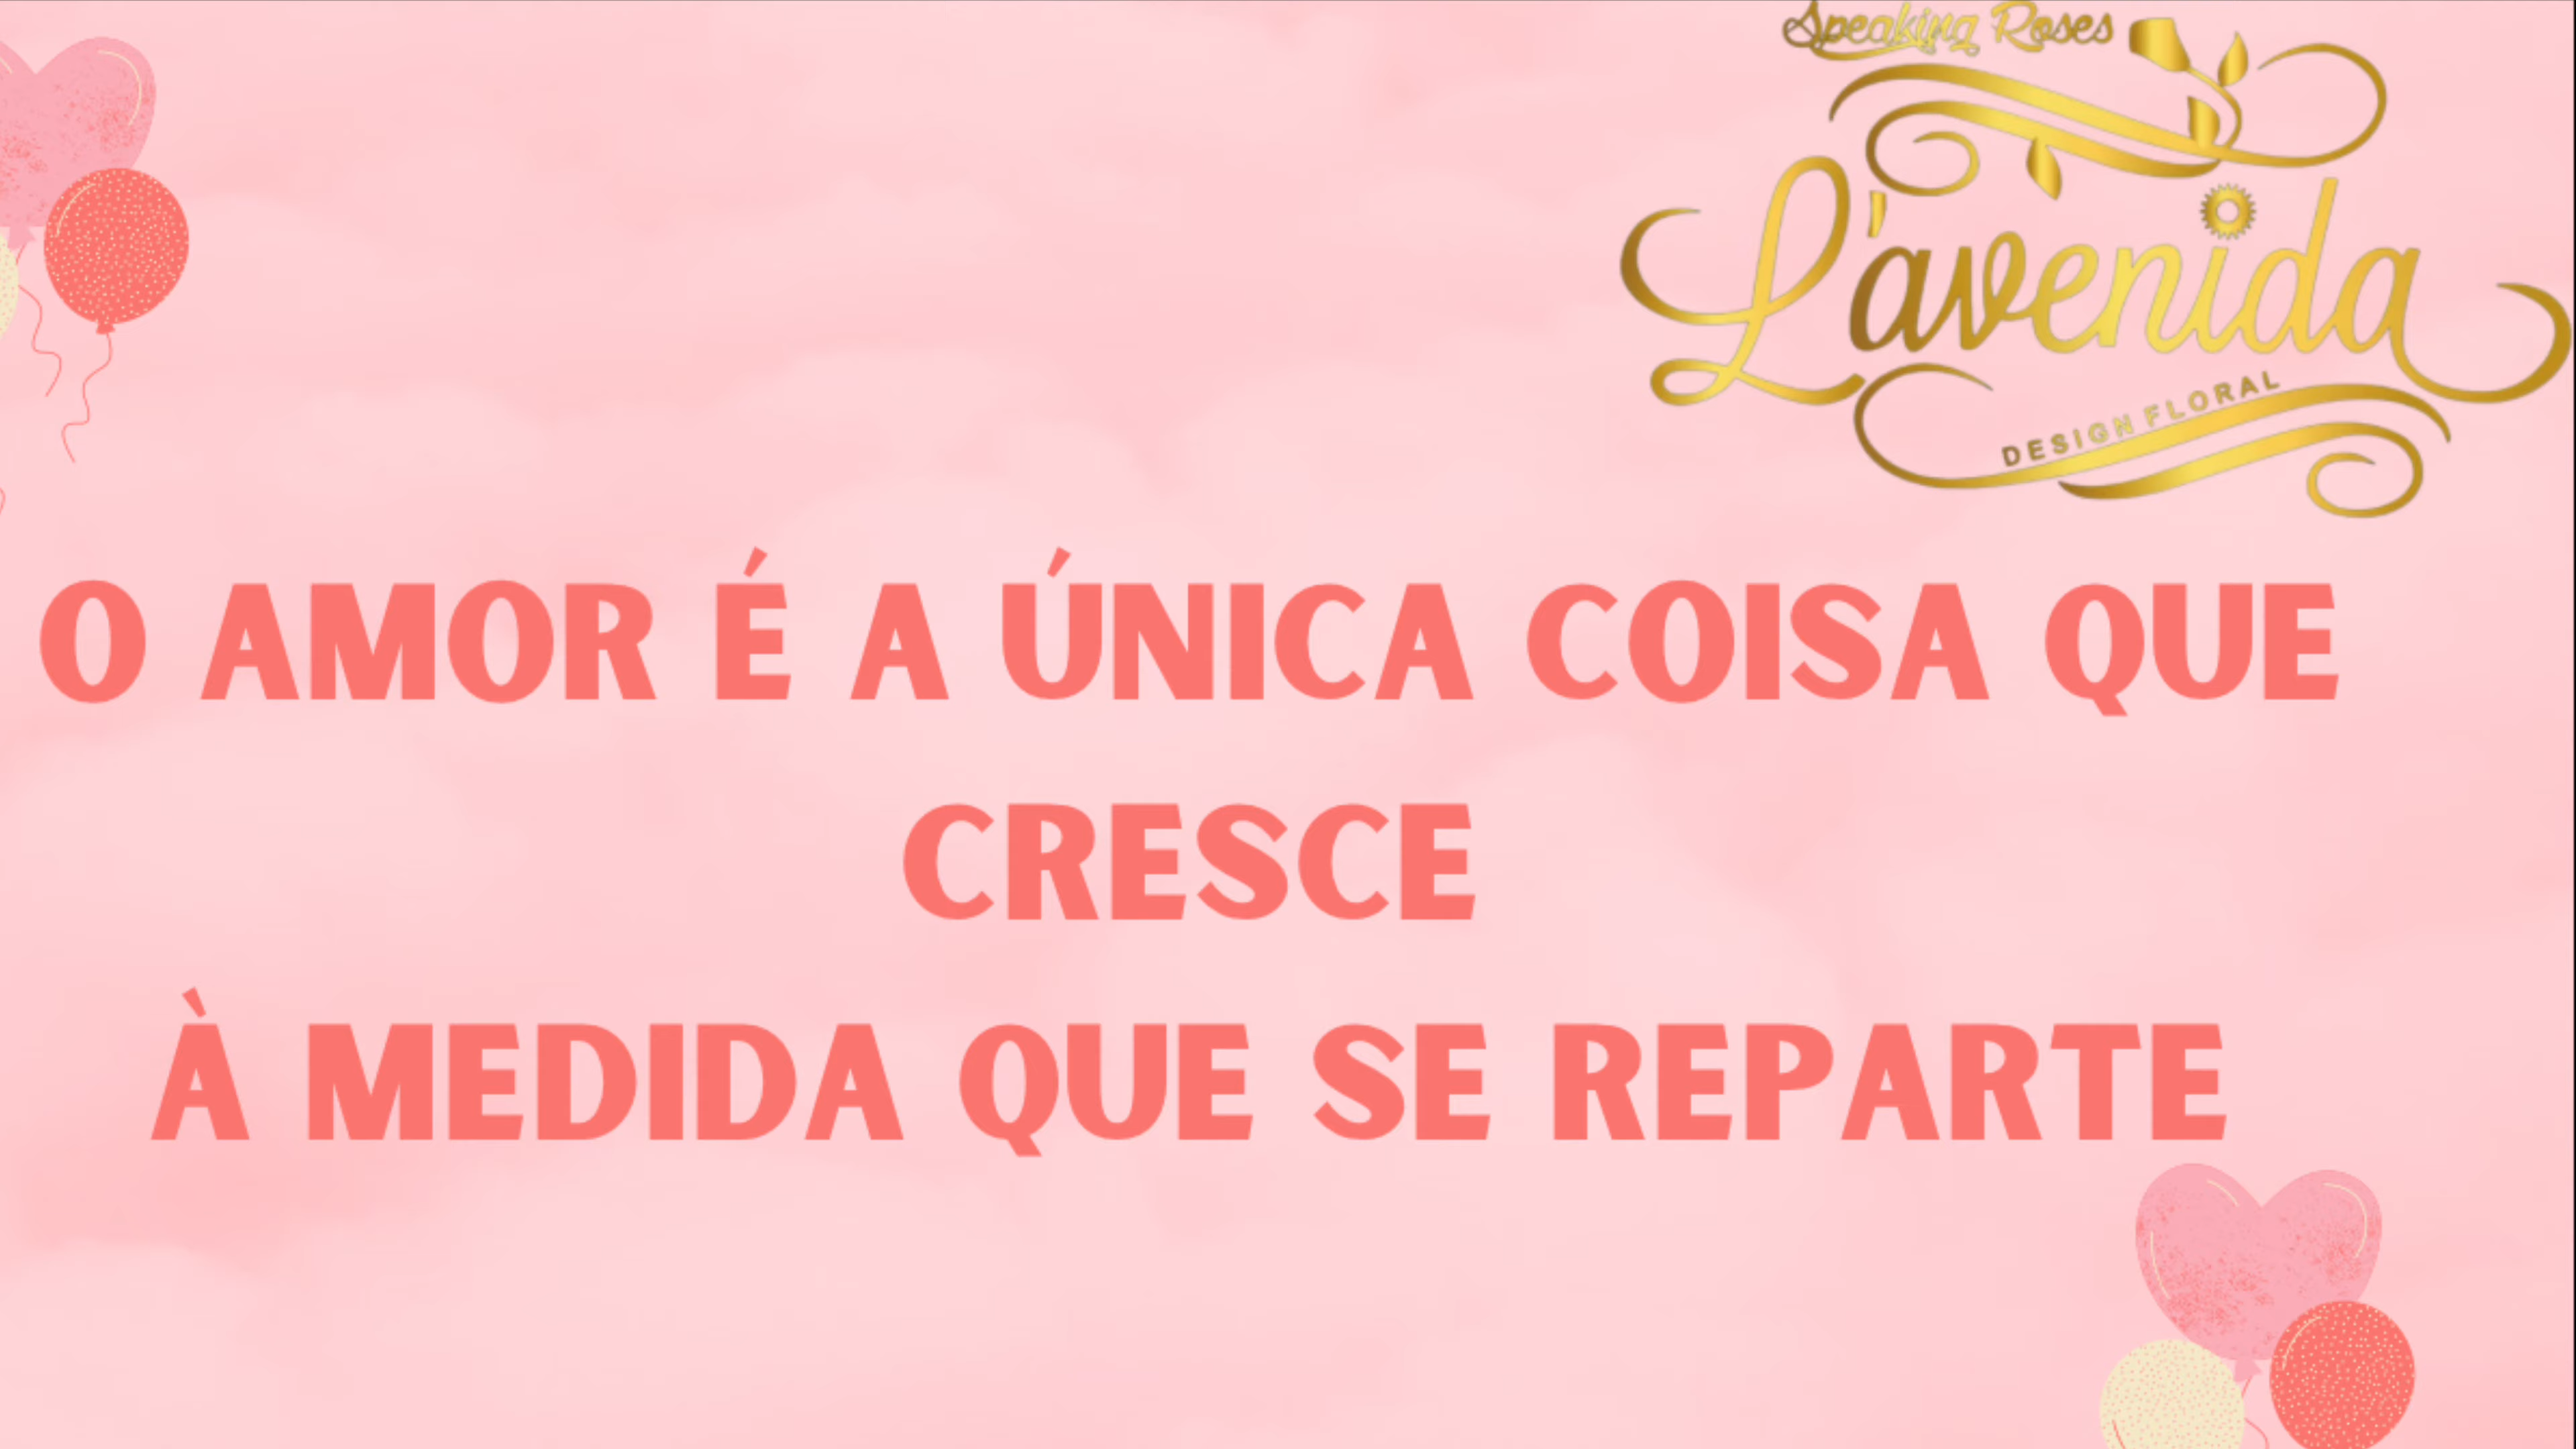 Speaking Roses
L'avenida
DESIGN FLORAL
O AMOR É A ÚNICA COISA QUE
CRESCE
À MEDIDA QUE SE REPARTE